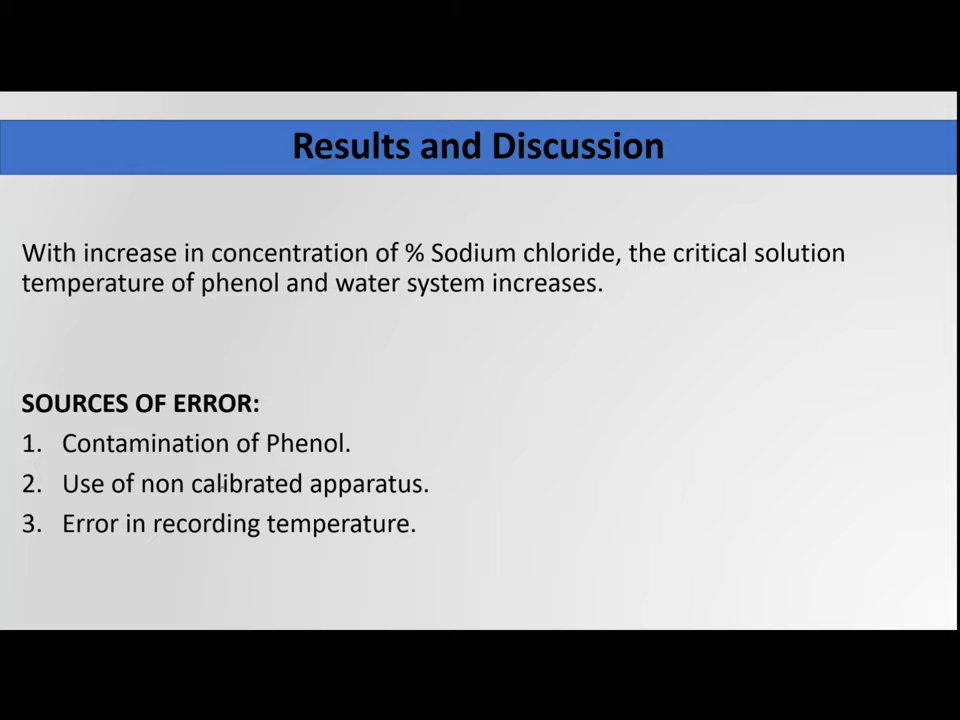 Results and Discussion
With increase in concentration of % Sodium chloride, the critical solution
temperature of phenol and water system increases.
SOURCES OF ERROR:
1. Contamination of Phenol.
2. Use of non calibrated apparatus.
3. Error in recording temperature.